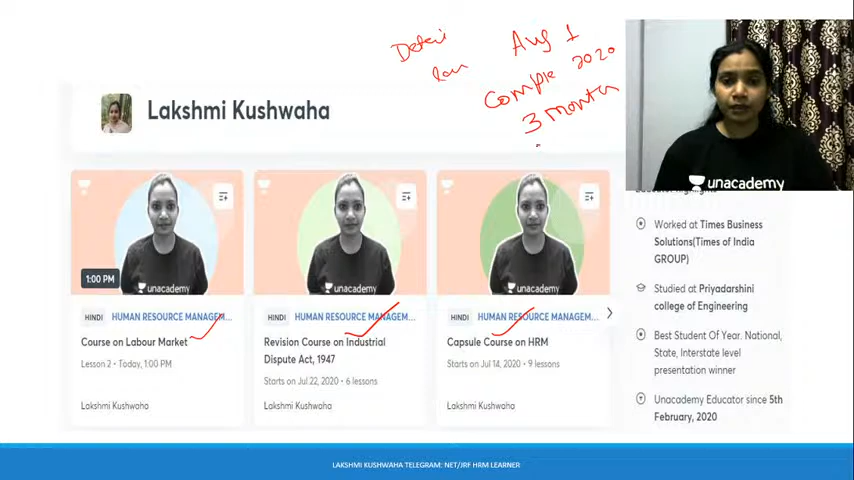 Aug 1
2020
3 month
Lakshmi Kushwaha
unacademy
unacademy
unacademy
unacademy
1:00 PM
HINDI HUMAN RESOURCE MANAGEM...
Course on Labour Market
Lesson 2 • Today, 1:00 PM
Lakshmi Kushwaha
HINDI HUMAN RESOURCE MANAGEM...
Revision Course on Industrial
Dispute Act, 1947
Starts on Jul 22, 2020 • 6 lessons
Lakshmi Kushwaha
HINDI HUMAN RESOURCE MANAGEM...
Capsule Course on HRM
Starts on Jul 14, 2020 • 9 lessons
Lakshmi Kushwaha
Worked at Times Business
Solutions(Times of India
GROUP)
Studied at Priyadarshini
college of Engineering
Best Student Of Year. National,
State, Interstate level
presentation winner
Unacademy Educator since 5th
February, 2020
LAKSHMI KUSHWAHA TELEGRAM: NET/JRF HRM LEARNER